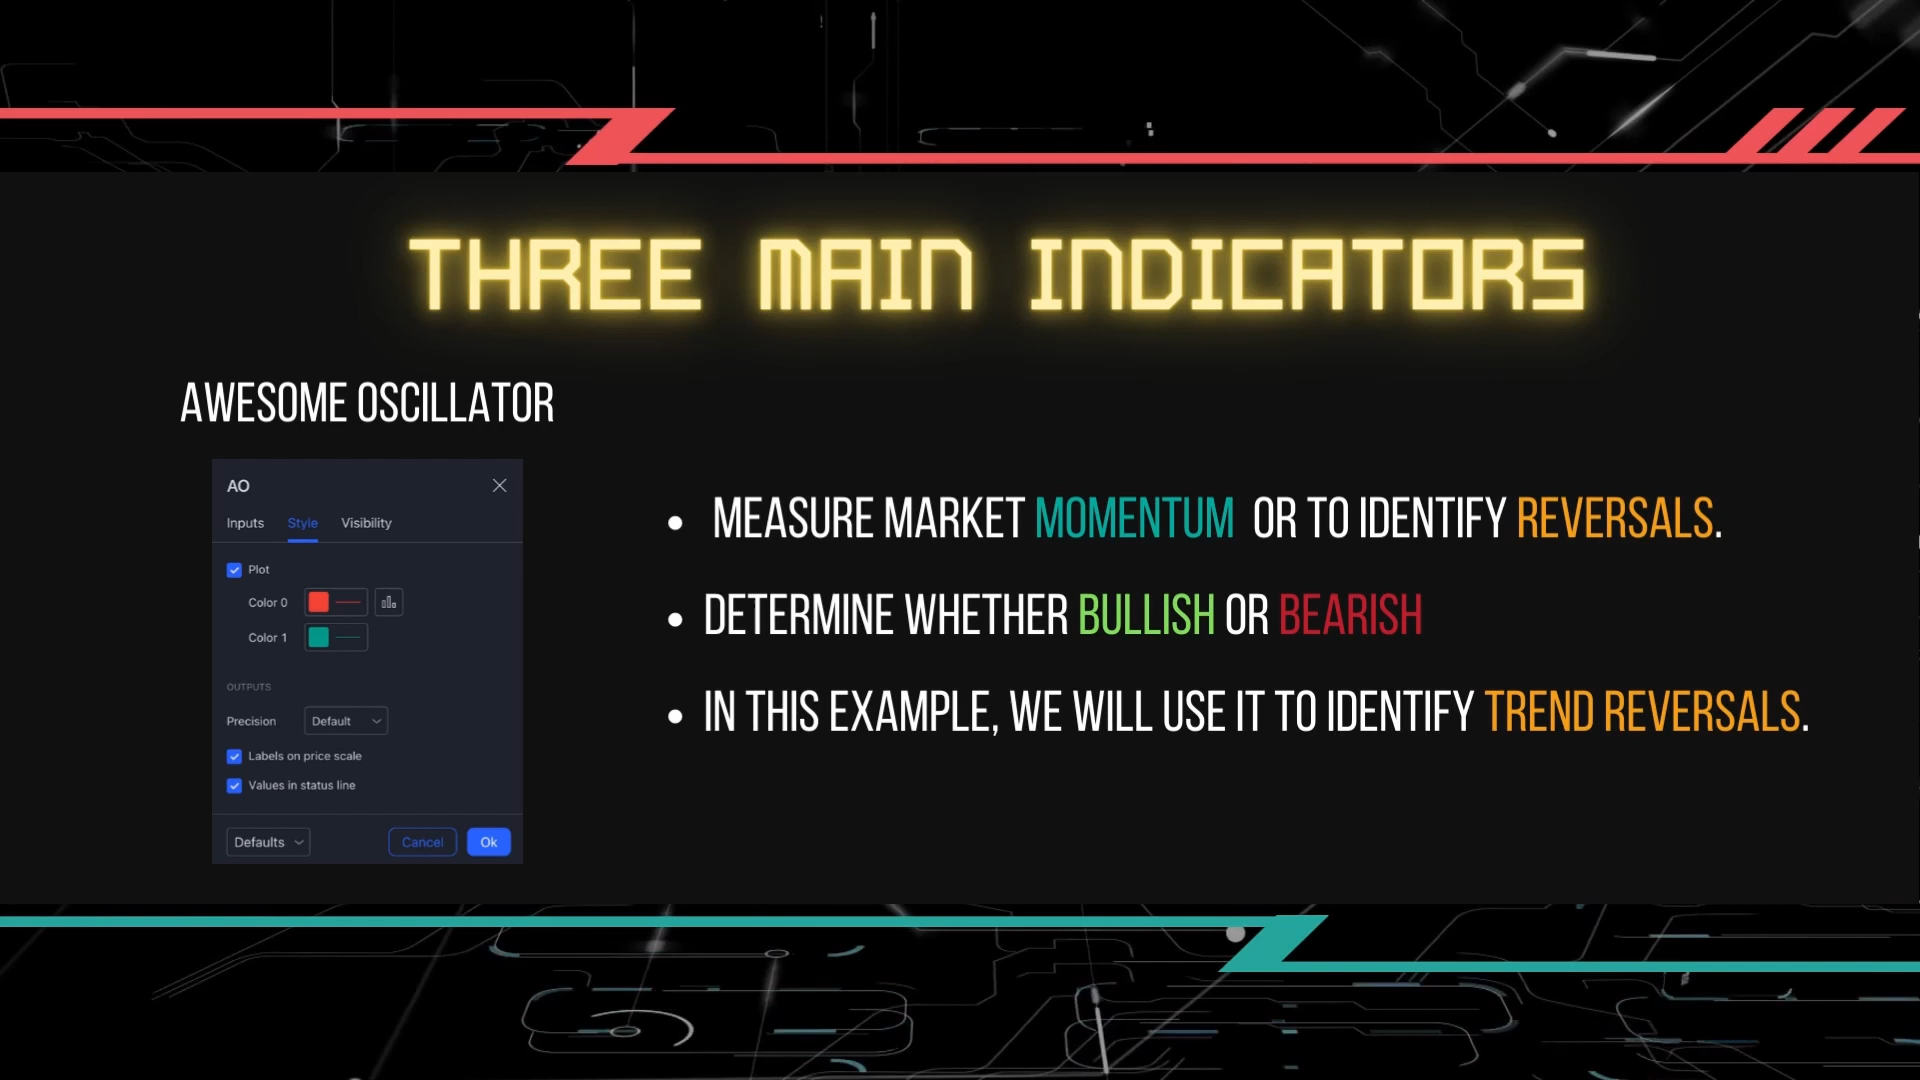 THREE MAIN INDICATORS
AWESOME OSCILLATOR
AO
Inputs Style Visibility
Plot
Color 0
Color 1
OUTPUTS
Precision Default
Labels on price scale
Values in status line
Defaults Cancel Ok
MEASURE MARKET MOMENTUM OR TO IDENTIFY REVERSALS.
DETERMINE WHETHER BULLISH OR BEARISH
IN THIS EXAMPLE, WE WILL USE IT TO IDENTIFY TREND REVERSALS.